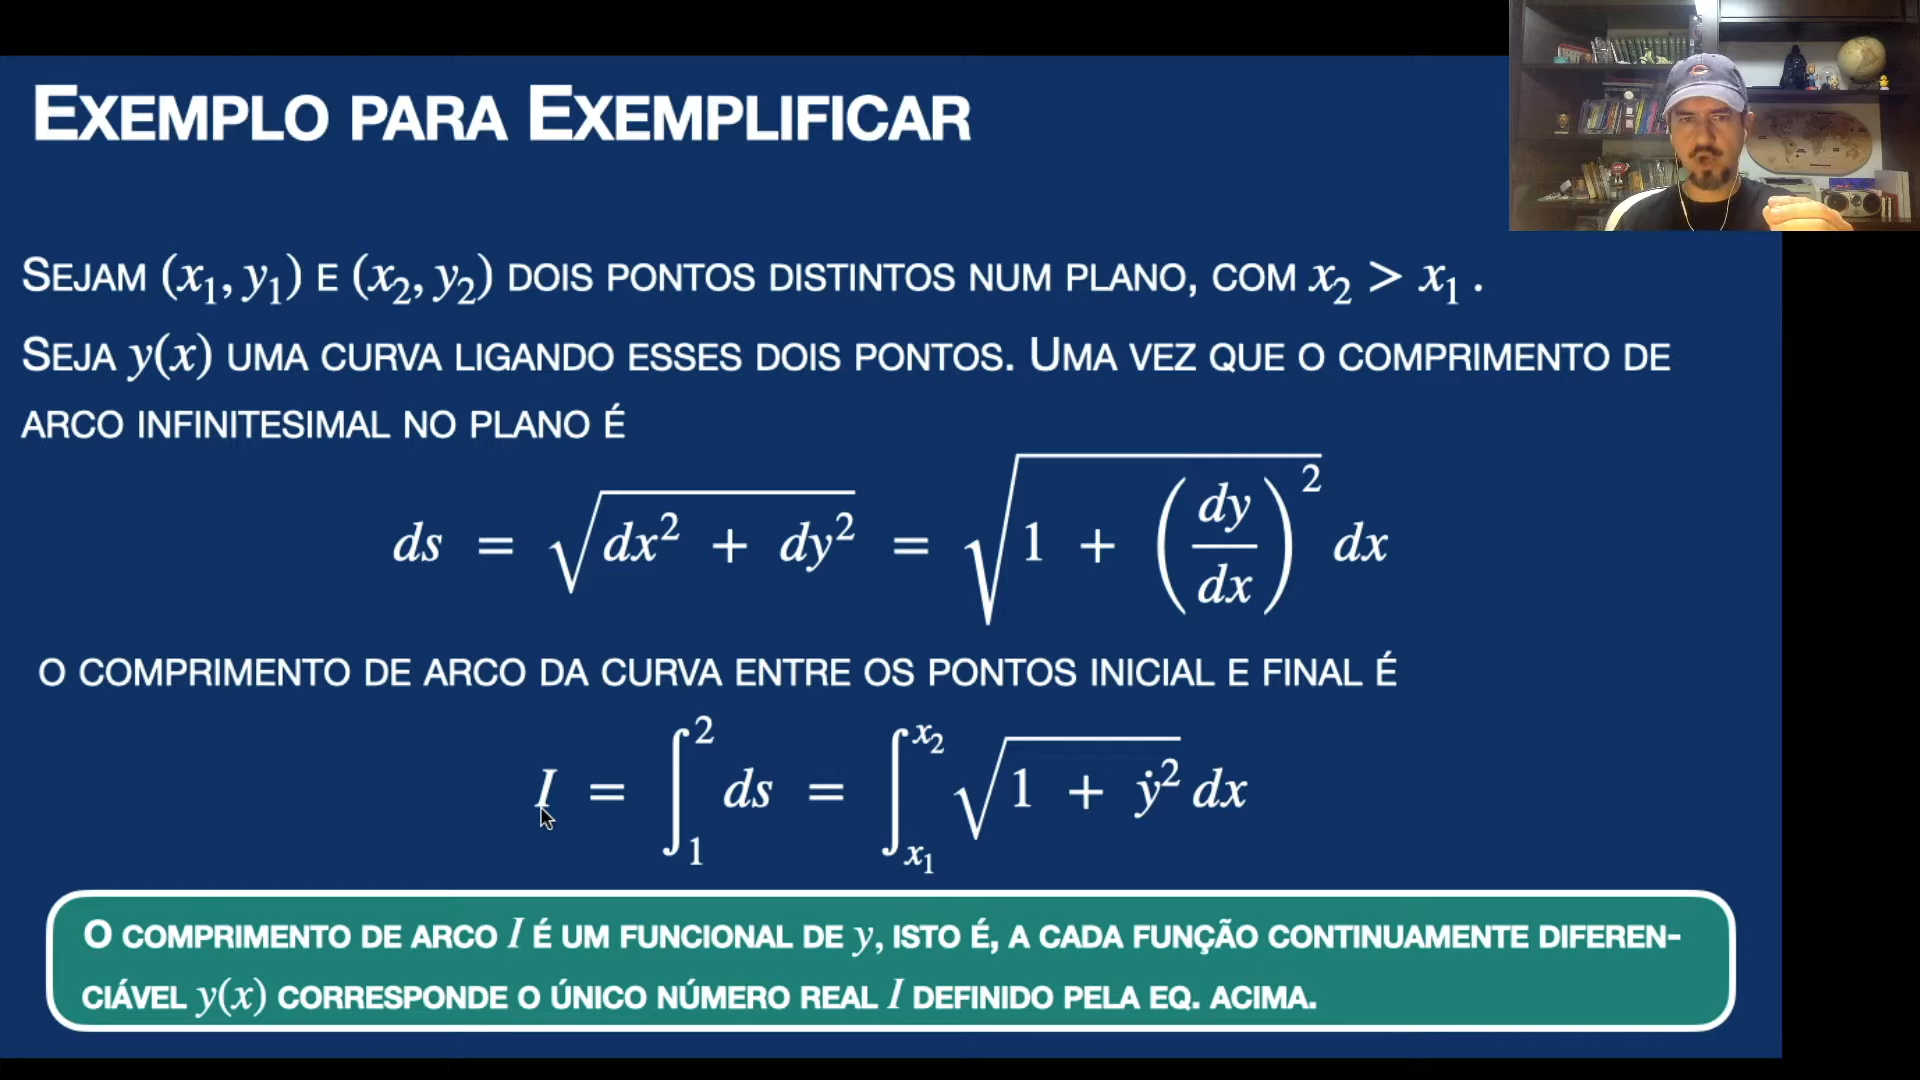 EXEMPLO PARA EXEMPLIFICAR
SEJAM (x₁, y₁) E (x₂, y₂) DOIS PONTOS DISTINTOS NUM PLANO, COM x₂ > x₁ .
SEJA y(x) UMA CURVA LIGANDO ESSES DOIS PONTOS. UMA VEZ QUE O COMPRIMENTO DE
ARCO INFINITESIMAL NO PLANO É
ds = √(dx² + dy²) = √(1 + (dy/dx)²) dx
O COMPRIMENTO DE ARCO DA CURVA ENTRE OS PONTOS INICIAL E FINAL É
I = ∫₁² ds = ∫_{x₁}^{x₂} √(1 + ẏ²) dx
O COMPRIMENTO DE ARCO I É UM FUNCIONAL DE y, ISTO É, A CADA FUNÇÃO CONTINUAMENTE DIFEREN-
CIÁVEL y(x) CORRESPONDE O ÚNICO NÚMERO REAL I DEFINIDO PELA EQ. ACIMA.